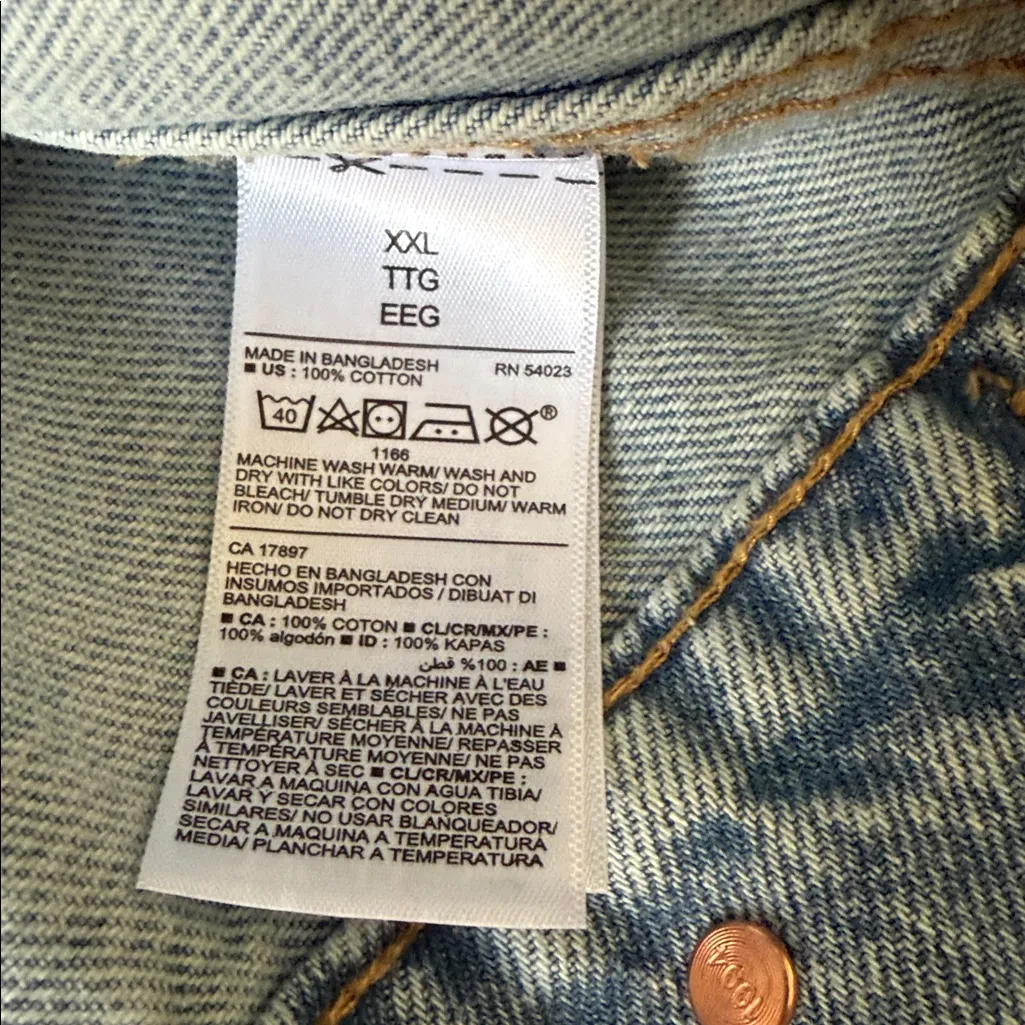 XXL
TTG
EEG
MADE IN BANGLADESH
RN 54023
■ US : 100% COTTON
40
®
1166
MACHINE WASH WARM/ WASH AND
DRY WITH LIKE COLORS/ DO NOT
BLEACH/ TUMBLE DRY MEDIUM/ WARM
IRON/ DO NOT DRY CLEAN
CA 17897
HECHO EN BANGLADESH CON
INSUMOS IMPORTADOS / DIBUAT DI
BANGLADESH
■ CA : 100% COTON ■ CL/CR/MX/PE :
100% algodón ■ ID : 100% KAPAS
■ AE : 100% قطن
■ CA : LAVER À LA MACHINE À L'EAU
TIÈDE/ LAVER ET SÉCHER AVEC DES
COULEURS SEMBLABLES/ NE PAS
JAVELLISER/ SÉCHER À LA MACHINE À
TEMPÉRATURE MOYENNE/ REPASSER
À TEMPÉRATURE MOYENNE/ NE PAS
NETTOYER À SEC ■ CL/CR/MX/PE :
LAVAR A MAQUINA CON AGUA TIBIA/
LAVAR Y SECAR CON COLORES
SIMILARES/ NO USAR BLANQUEADOR/
SECAR A MAQUINA A TEMPERATURA
MEDIA/ PLANCHAR A TEMPERATURA